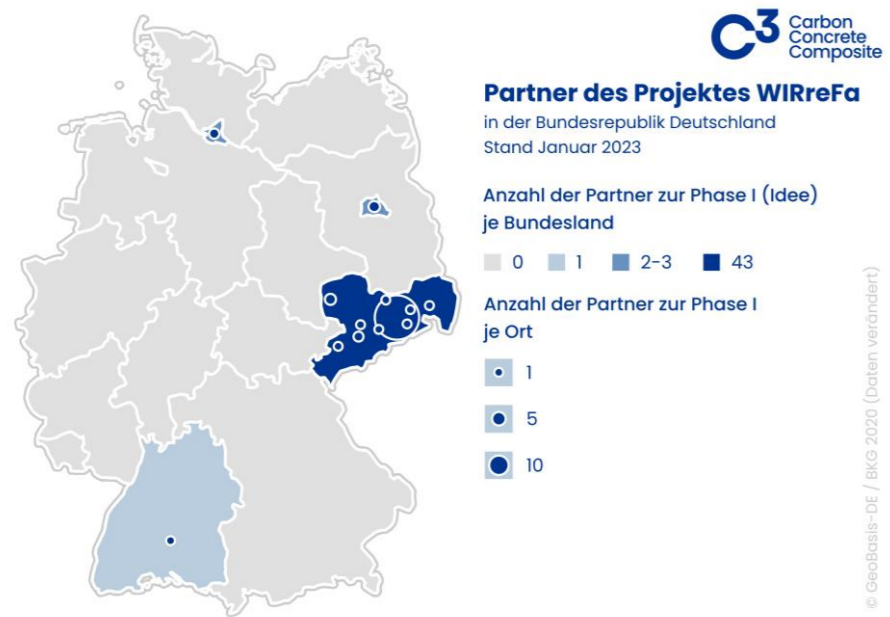 C³ Carbon
Concrete
Composite
Partner des Projektes WIRreFa
in der Bundesrepublik Deutschland
Stand Januar 2023
Anzahl der Partner zur Phase I (Idee)
je Bundesland
0 1 2-3 43
Anzahl der Partner zur Phase I
je Ort
1
5
10
© GeoBasis-DE / BKG 2020 (Daten verändert)